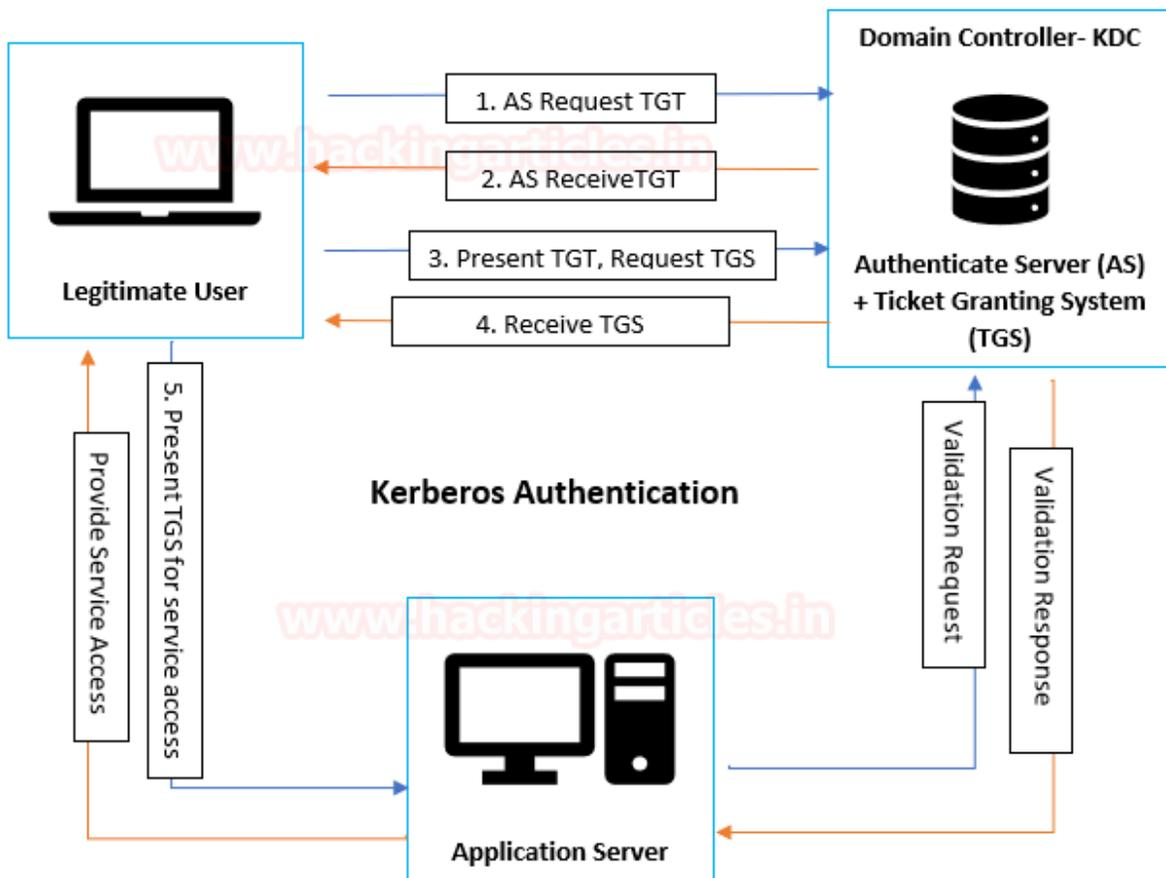 Domain Controller- KDC
1. AS Request TGT
www.hackingarticles.in
2. AS ReceiveTGT
3. Present TGT, Request TGS
4. Receive TGS
Legitimate User
Authenticate Server (AS)
+ Ticket Granting System
(TGS)
5. Present TGS for service access
Provide Service Access
Kerberos Authentication
Validation Request
Validation Response
www.hackingarticles.in
Application Server